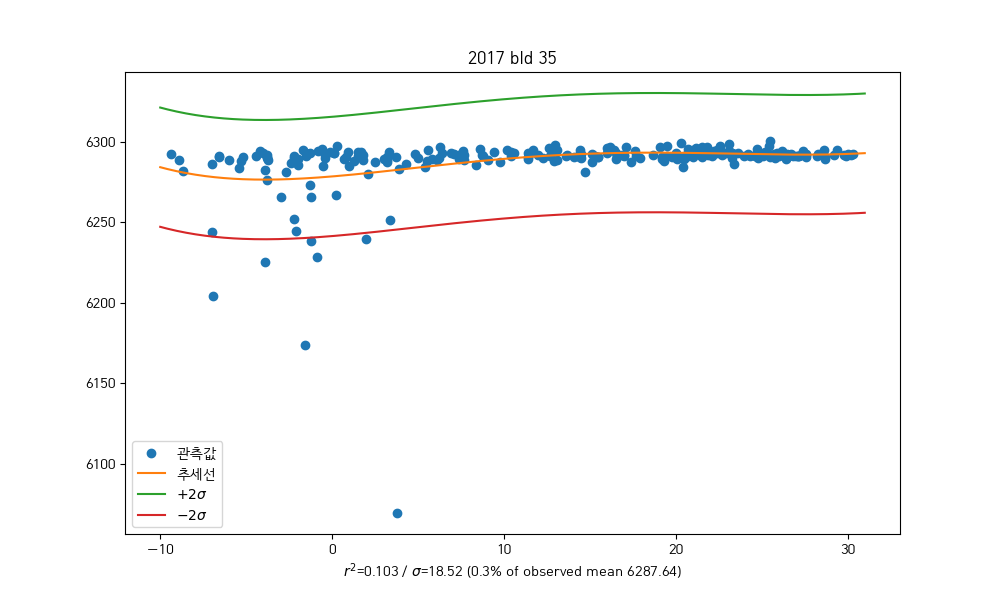 2017 bld 35
6300
6250
6200
6150
6100
관측값
추세선
+2σ
−2σ
−10 0 10 20 30
r²=0.103 / σ=18.52 (0.3% of observed mean 6287.64)